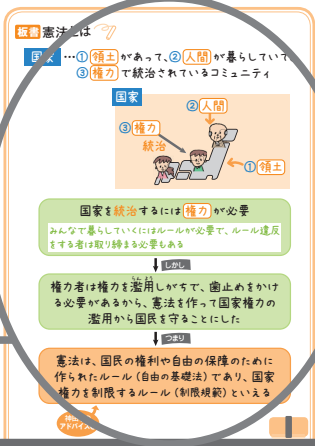 板書 憲法とは
国家 …①領土があって、②人間が暮らしていて
③権力で統治されているコミュニティ
国家
②人間
③権力
統治
①領土
国家を統治するには権力が必要
みんなで暮らしていくにはルールが必要で、ルール違反
をする者は取り締まる必要もある
しかし
らん よう
権力者は権力を濫用しがちで、歯止めをかけ
る必要があるから、憲法を作って国家権力の
濫用から国民を守ることにした
つまり
憲法は、国民の権利や自由の保障のために
作られたルール(自由の基礎法)であり、国家
権力を制限するルール(制限規範)といえる
アドバイス